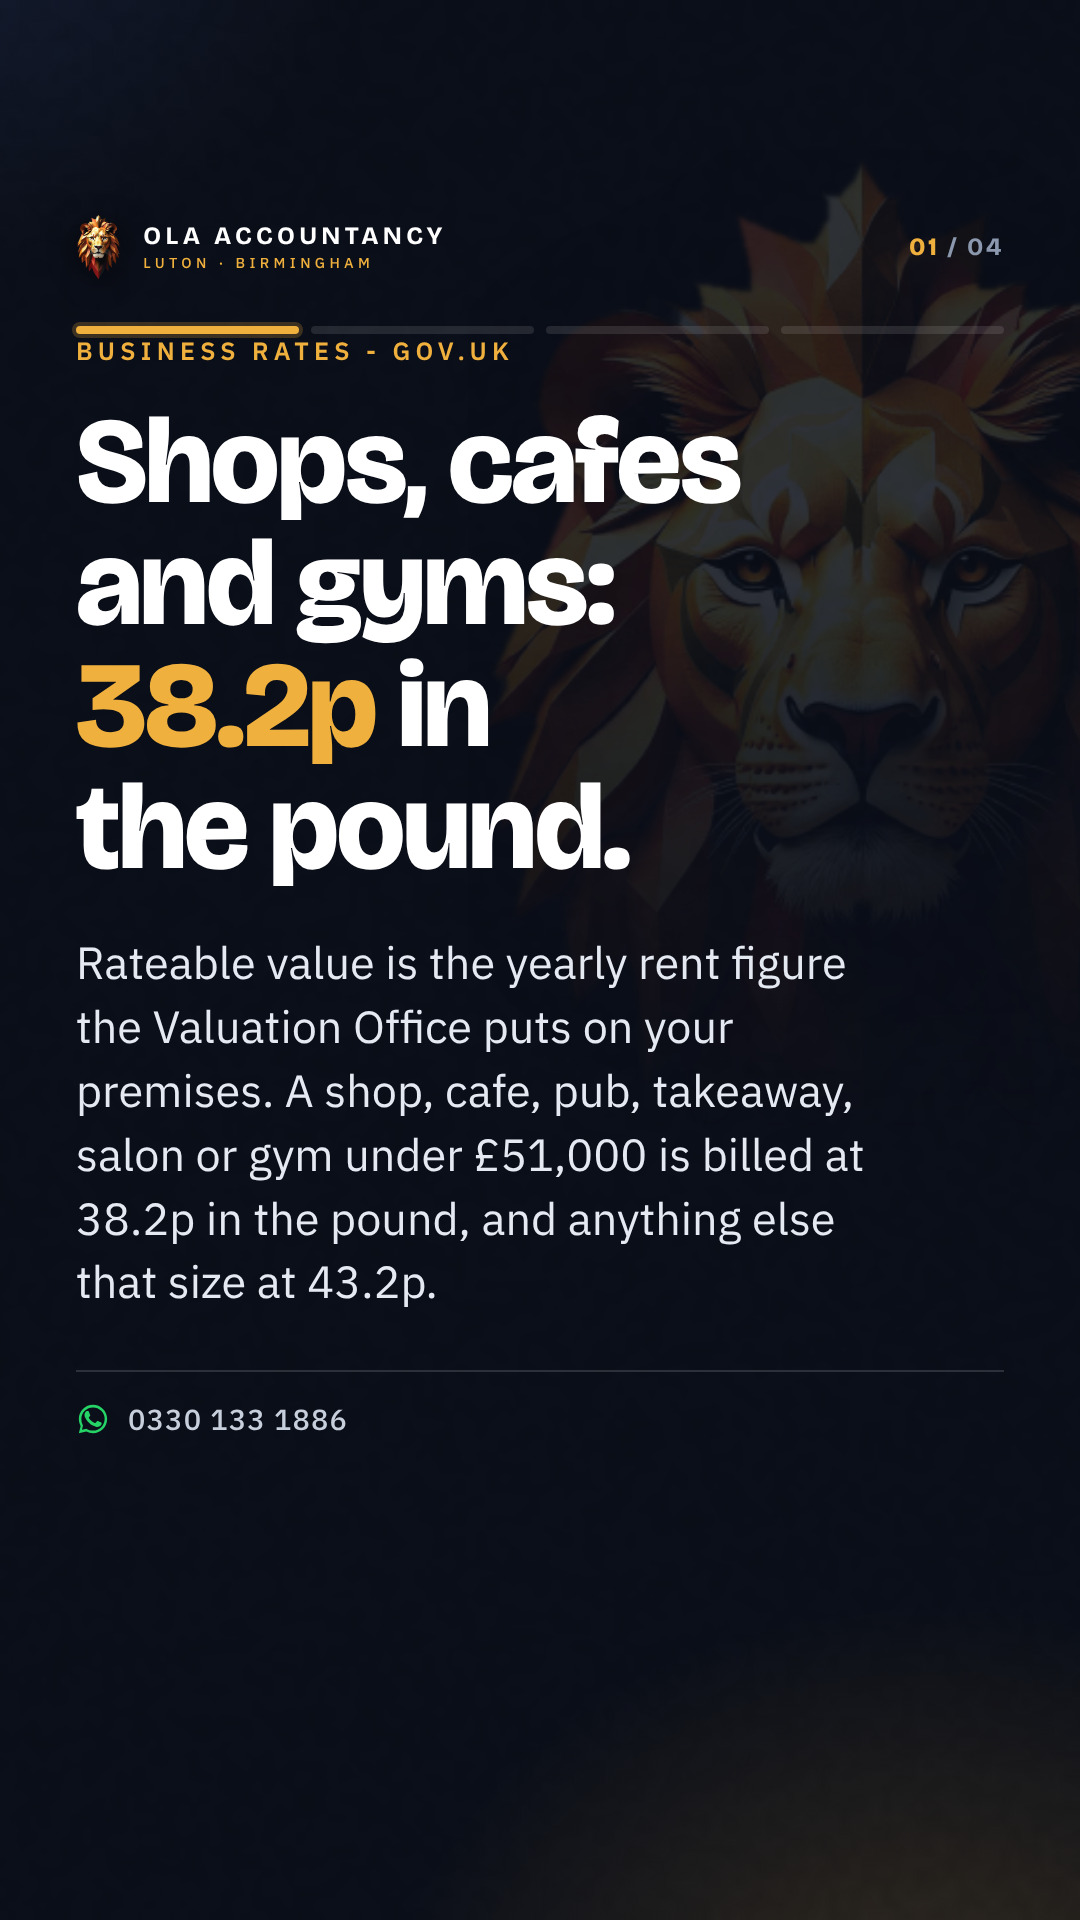 OLA ACCOUNTANCY
LUTON · BIRMINGHAM
01 / 04
BUSINESS RATES - GOV.UK
Shops, cafes
and gyms:
38.2p in
the pound.
Rateable value is the yearly rent figure
the Valuation Office puts on your
premises. A shop, cafe, pub, takeaway,
salon or gym under £51,000 is billed at
38.2p in the pound, and anything else
that size at 43.2p.
0330 133 1886